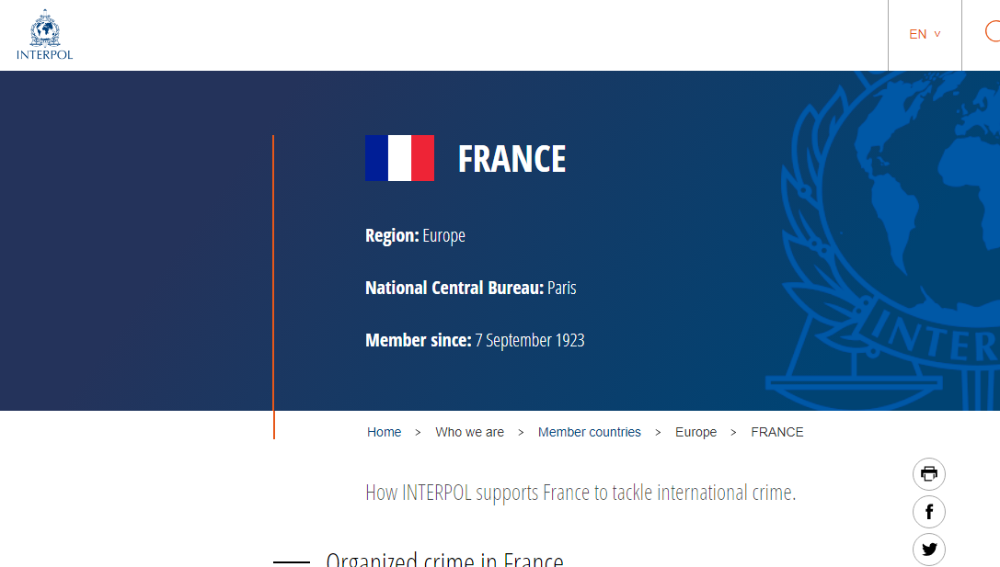 INTERPOL
EN
FRANCE
Region: Europe
National Central Bureau: Paris
Member since: 7 September 1923
INTER
Home > Who we are > Member countries > Europe > FRANCE
How INTERPOL supports France to tackle international crime.
Organized crime in France